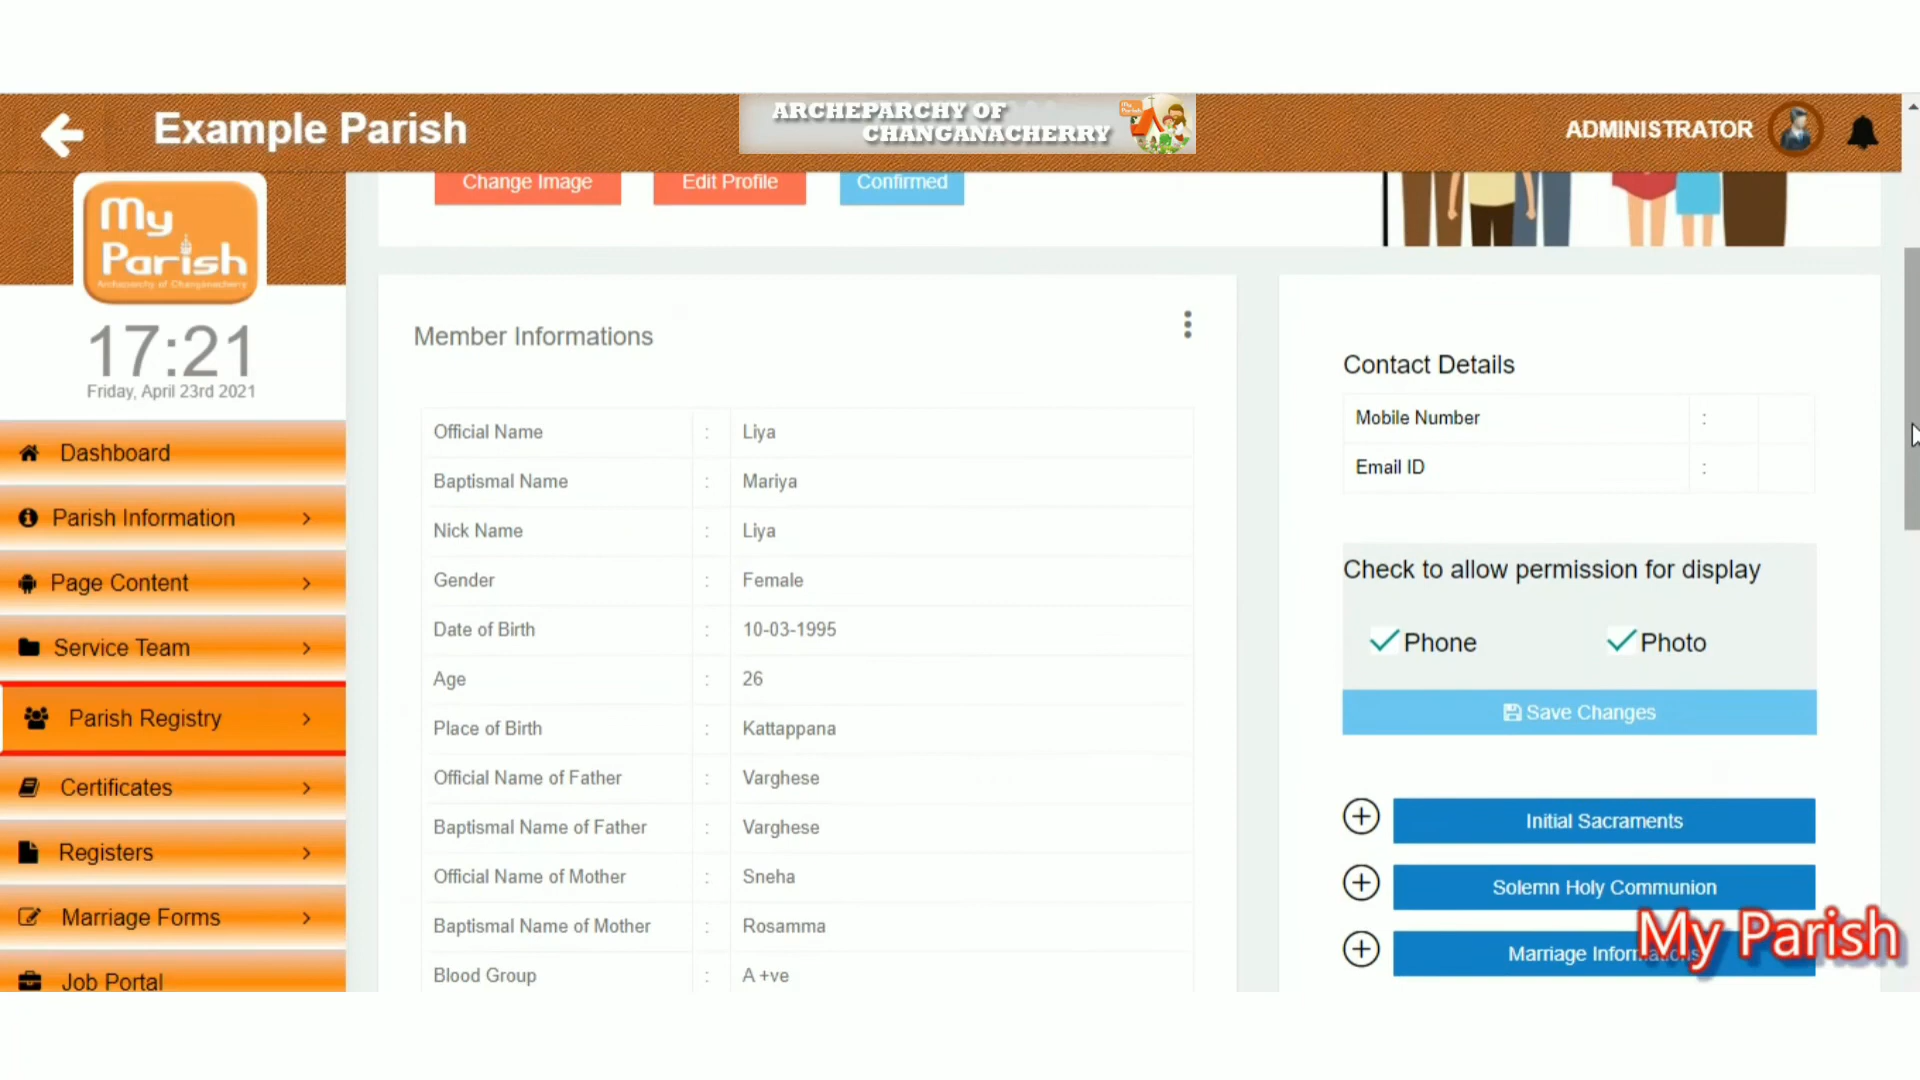 Example Parish
ARCHEPARCHY OF
CHANGANACHERRY
ADMINISTRATOR
My
Parish
Archeparchy of Changanacherry
17:21
Friday, April 23rd 2021
Dashboard
Parish Information
Page Content
Service Team
Parish Registry
Certificates
Registers
Marriage Forms
Job Portal
Change Image
Edit Profile
Confirmed
Member Informations
Official Name : Liya
Baptismal Name : Mariya
Nick Name : Liya
Gender : Female
Date of Birth : 10-03-1995
Age : 26
Place of Birth : Kattappana
Official Name of Father : Varghese
Baptismal Name of Father : Varghese
Official Name of Mother : Sneha
Baptismal Name of Mother : Rosamma
Blood Group : A +ve
Contact Details
Mobile Number :
Email ID :
Check to allow permission for display
Phone
Photo
Save Changes
Initial Sacraments
Solemn Holy Communion
Marriage Informations
My Parish